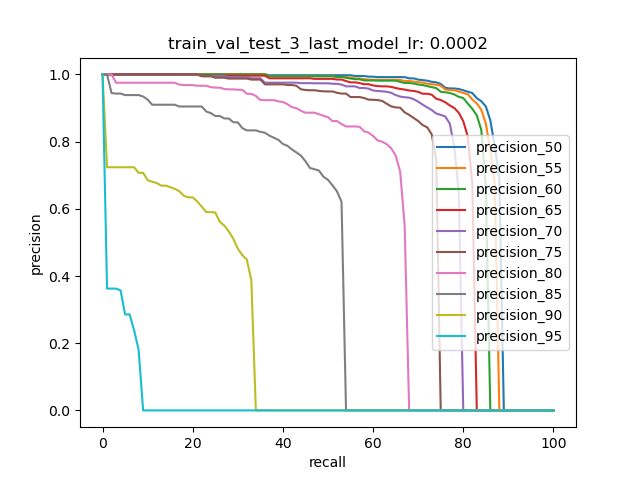 train_val_test_3_last_model_lr: 0.0002
1.0
0.8
0.6
0.4
0.2
0.0
precision
0
20
40
60
80
100
recall
precision_50
precision_55
precision_60
precision_65
precision_70
precision_75
precision_80
precision_85
precision_90
precision_95